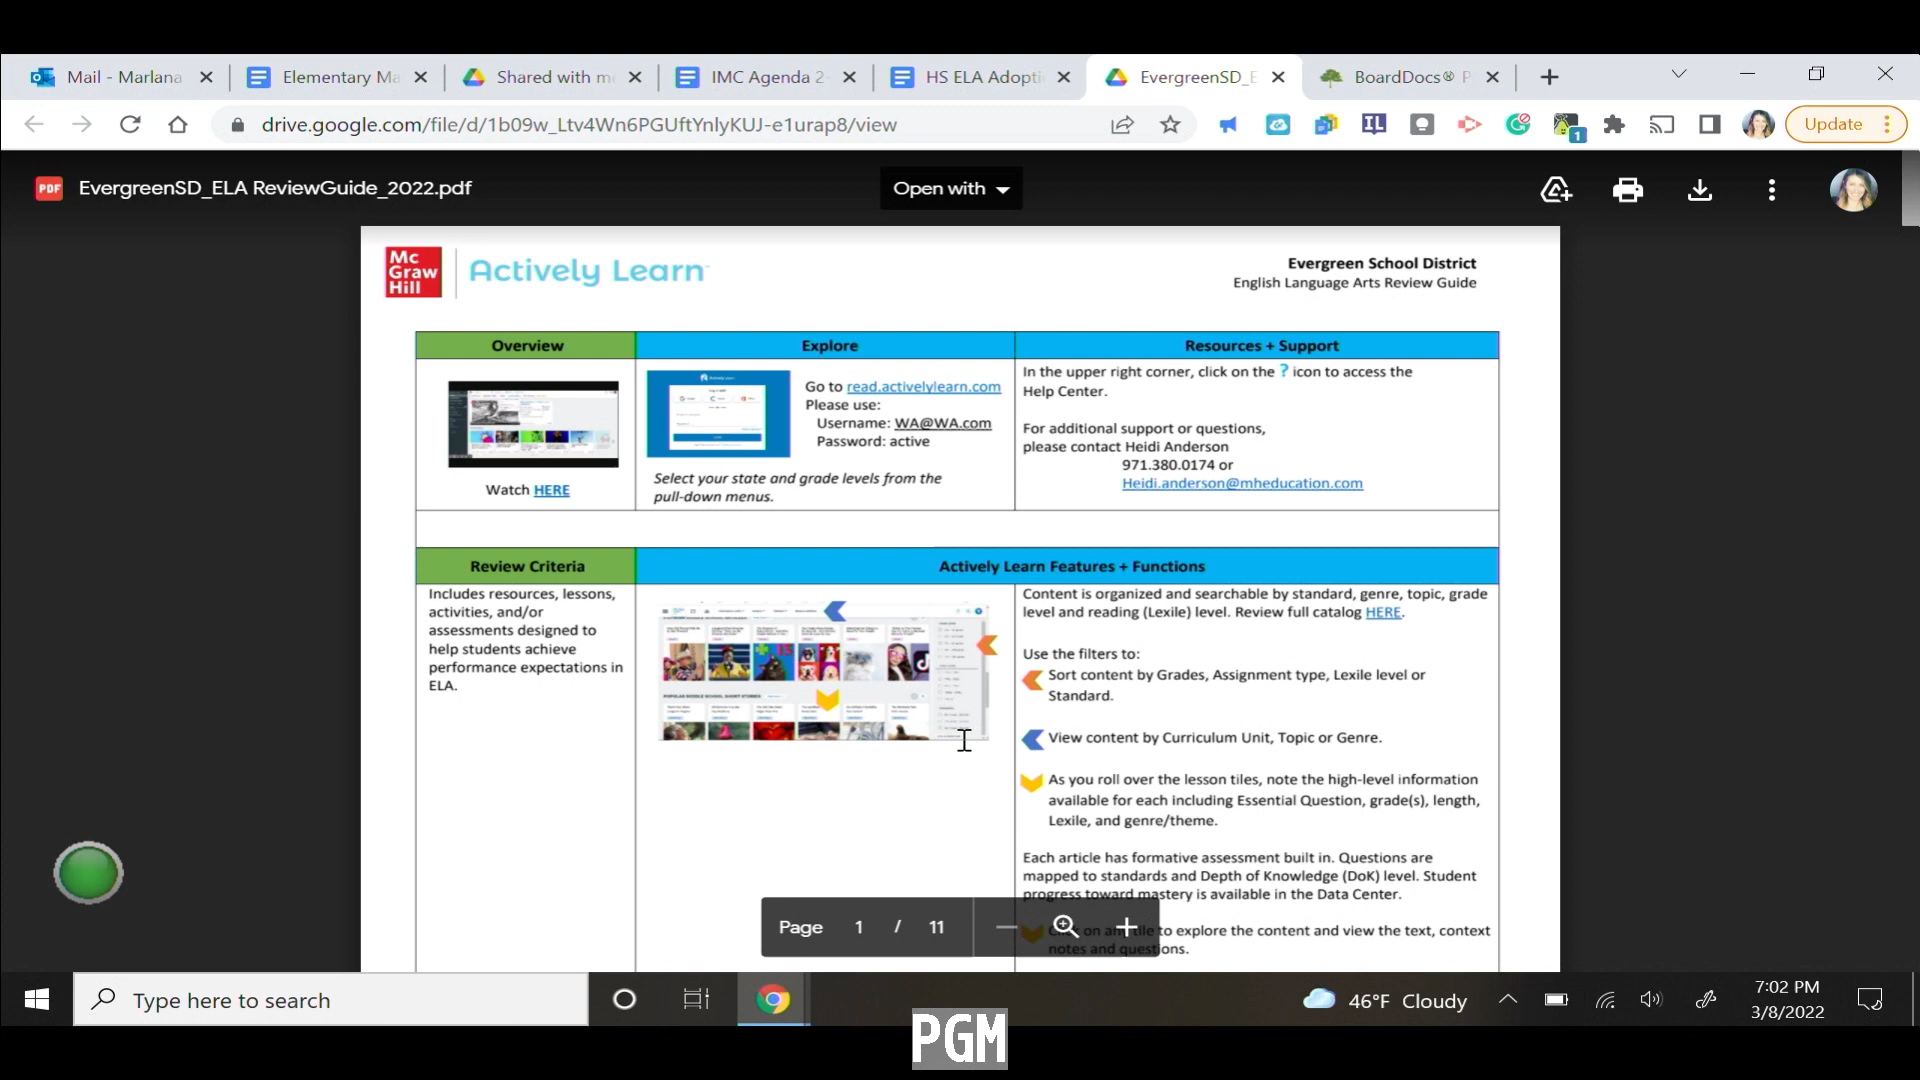 Mail - Marlana
Elementary Ma
Shared with m
IMC Agenda 2
HS ELA Adopti
EvergreenSD_E
BoardDocs® P
drive.google.com/file/d/1b09w_Ltv4Wn6PGUftYnlyKUJ-e1urap8/view
1
Update
PDF
EvergreenSD_ELA ReviewGuide_2022.pdf
Open with
Mc
Graw
Hill
Actively Learn
Evergreen School District
English Language Arts Review Guide
Overview
Explore
Resources + Support
Watch HERE
Go to read.activelylearn.com
Please use:
Username: WA@WA.com
Password: active
Select your state and grade levels from the
pull-down menus.
In the upper right corner, click on the ? icon to access the
Help Center.
For additional support or questions,
please contact Heidi Anderson
971.380.0174 or
Heidi.anderson@mheducation.com
Review Criteria
Actively Learn Features + Functions
Includes resources, lessons,
activities, and/or
assessments designed to
help students achieve
performance expectations in
ELA.
Content is organized and searchable by standard, genre, topic, grade
level and reading (Lexile) level. Review full catalog HERE.
Use the filters to:
Sort content by Grades, Assignment type, Lexile level or
Standard.
View content by Curriculum Unit, Topic or Genre.
As you roll over the lesson tiles, note the high-level information
available for each including Essential Question, grade(s), length,
Lexile, and genre/theme.
Each article has formative assessment built in. Questions are
mapped to standards and Depth of Knowledge (DoK) level. Student
progress toward mastery is available in the Data Center.
Click on any tile to explore the content and view the text, context
notes and questions.
Page 1 / 11
Type here to search
46°F Cloudy
7:02 PM
3/8/2022
PGM